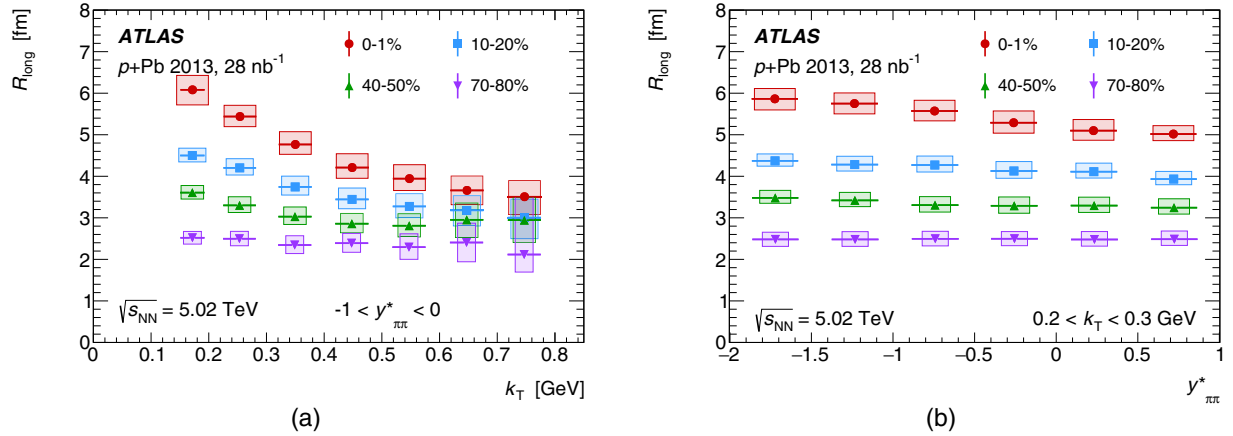 R_long [fm]
8
7
6
5
4
3
2
1
0
ATLAS
p+Pb 2013, 28 nb⁻¹
0-1%
10-20%
40-50%
70-80%
√s_NN = 5.02 TeV
-1 < y*_ππ < 0
0 0.1 0.2 0.3 0.4 0.5 0.6 0.7 0.8
k_T [GeV]
(a)
R_long [fm]
8
7
6
5
4
3
2
1
0
ATLAS
p+Pb 2013, 28 nb⁻¹
0-1%
10-20%
40-50%
70-80%
√s_NN = 5.02 TeV
0.2 < k_T < 0.3 GeV
−2 −1.5 −1 −0.5 0 0.5 1
y*_ππ
(b)